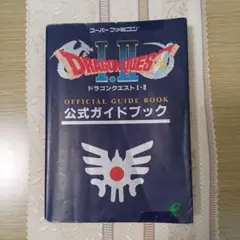 スーパーファミコン
DRAGON QUEST
I・II
ドラゴンクエストI・II
OFFICIAL GUIDE BOOK
公式ガイドブック